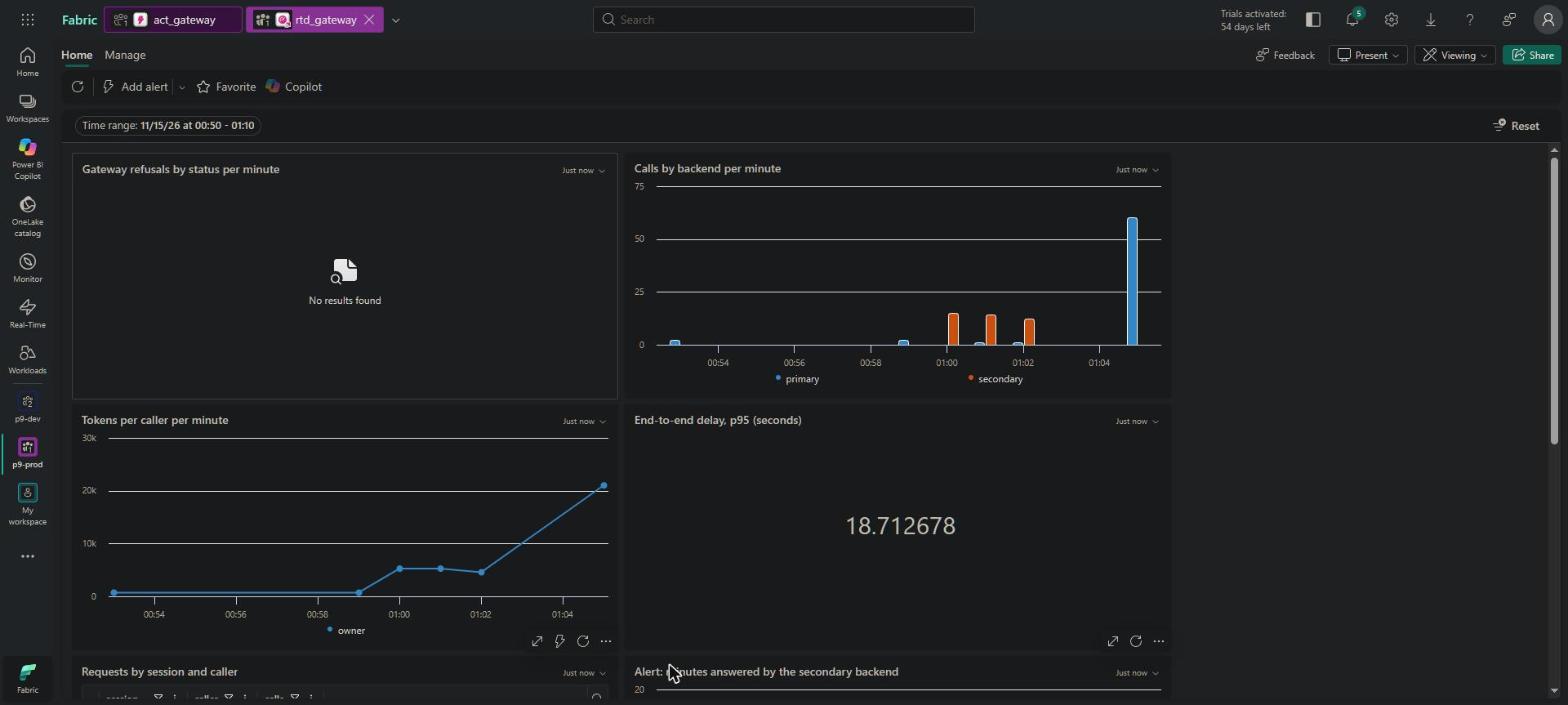 Fabric
act_gateway
rtd_gateway
Search
Trials activated:
54 days left
5
Home
Manage
Feedback
Present
Viewing
Share
Add alert
Favorite
Copilot
Time range: 11/15/26 at 00:50 - 01:10
Reset
Home
Workspaces
Power BI
Copilot
OneLake
catalog
Monitor
Real-Time
Workloads
p9-dev
p9-prod
My
workspace
Fabric
Gateway refusals by status per minute
Just now
No results found
Calls by backend per minute
Just now
75
50
25
0
00:54
00:56
00:58
01:00
01:02
01:04
primary
secondary
Tokens per caller per minute
Just now
30k
20k
10k
0
00:54
00:56
00:58
01:00
01:02
01:04
owner
End-to-end delay, p95 (seconds)
Just now
18.712678
Requests by session and caller
Just now
Alert: answered by the secondary backend
Just now
20